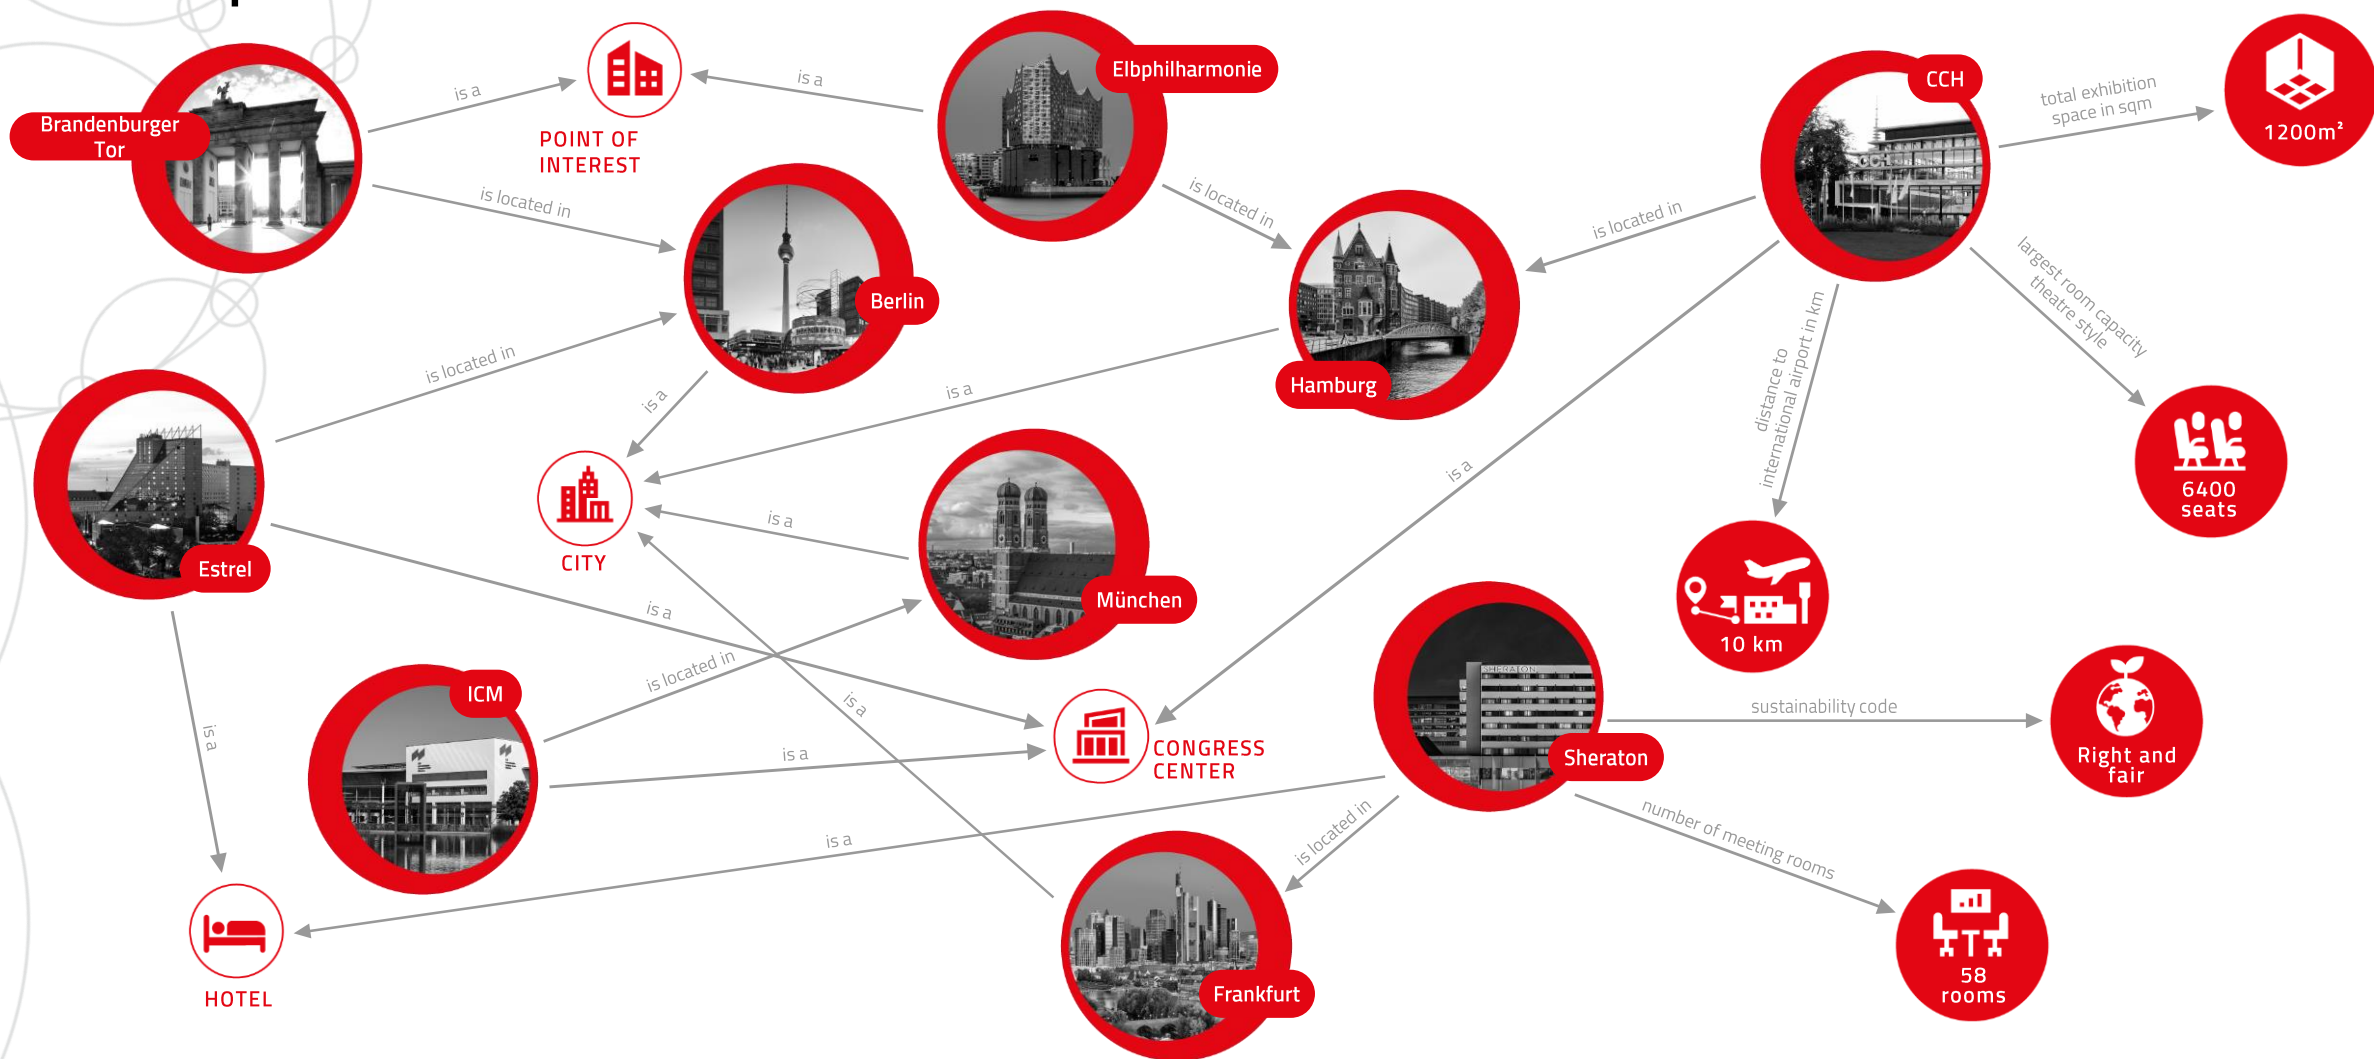 Brandenburger
Tor
is a
POINT OF
INTEREST
is a
Elbphilharmonie
CCH
total exhibition
space in sqm
1200m²
is located in
Berlin
is located in
Hamburg
is located in
largest room capacity
theatre style
6400
seats
distance to
international airport in km
10 km
Estrel
is located in
is a
is a
CITY
is a
München
is a
is a
is a
ICM
is located in
is a
is a
CONGRESS
CENTER
is a
HOTEL
is a
SHERATON
Sheraton
sustainability code
Right and
fair
is located in
Frankfurt
number of meeting rooms
58
rooms
CCH